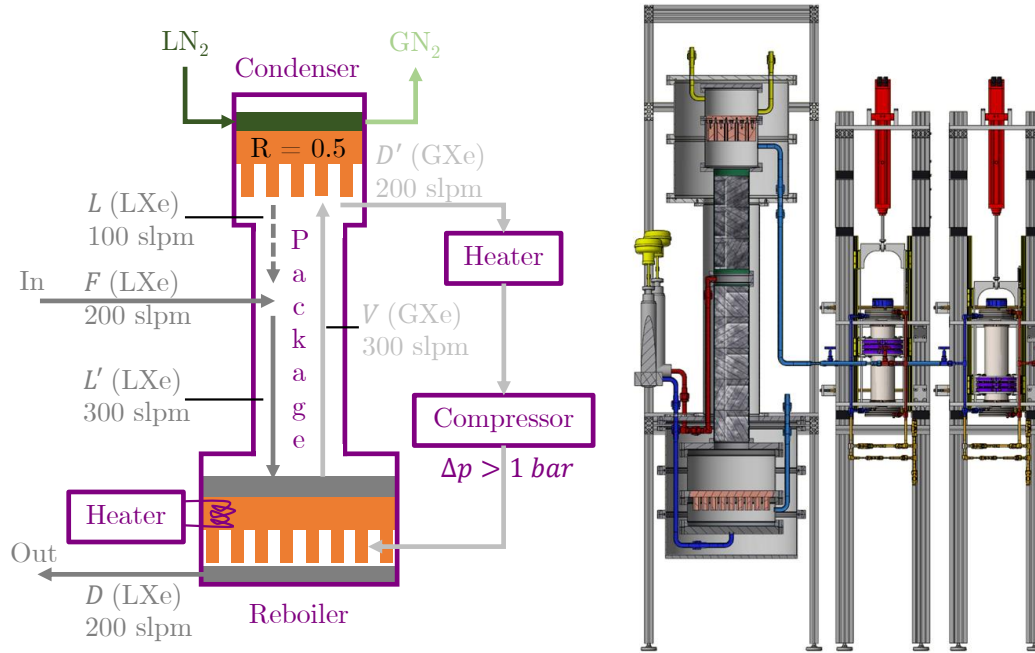 LN₂
GN₂
Condenser
R = 0.5
D′ (GXe)
200 slpm
L (LXe)
100 slpm
Heater
In
F (LXe)
200 slpm
Package
V (GXe)
300 slpm
L′ (LXe)
300 slpm
Compressor
Δp > 1 bar
Heater
Out
D (LXe)
200 slpm
Reboiler